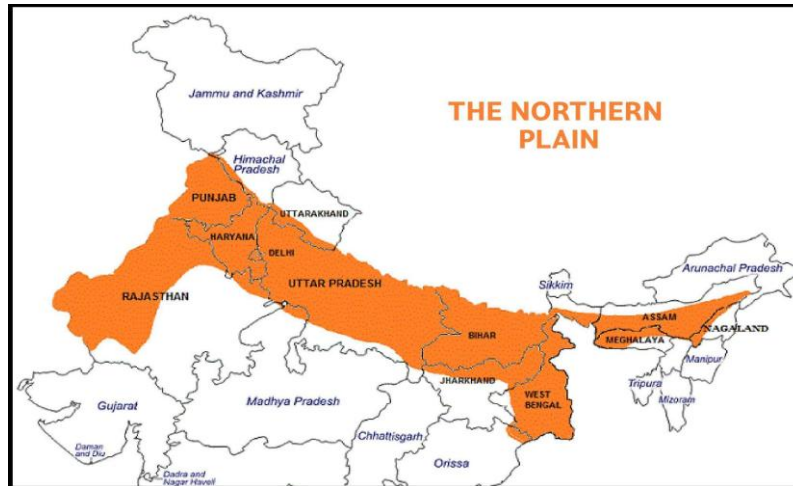 Jammu and Kashmir
THE NORTHERN
PLAIN
Himachal
Pradesh
PUNJAB
UTTARAKHAND
HARYANA
DELHI
RAJASTHAN
UTTAR PRADESH
Sikkim
Arunachal Pradesh
ASSAM
NAGALAND
BIHAR
MEGHALAYA
Manipur
JHARKHAND
Tripura
Mizoram
WEST
BENGAL
Gujarat
Madhya Pradesh
Chhattisgarh
Orissa
Daman
and Diu
Dadra and
Nagar Haveli